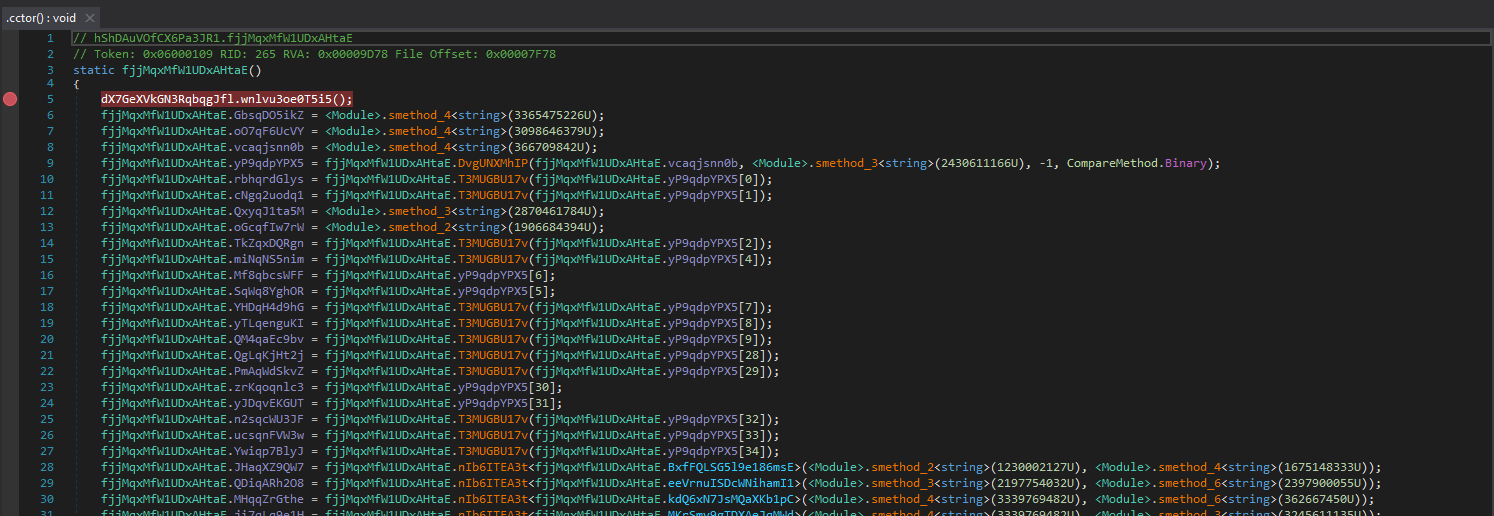 .cctor() : void ×
1 // hShDAuVOfCX6Pa3JR1.fjjMqxMfW1UDxAHtaE
2 // Token: 0x06000109 RID: 265 RVA: 0x00009D78 File Offset: 0x00007F78
3 static fjjMqxMfW1UDxAHtaE()
4 {
5 dX7GeXVkGN3RqbqgJfl.wnlvu3oe0T5i5();
6 fjjMqxMfW1UDxAHtaE.GbsqDO5ikZ = <Module>.smethod_4<string>(3365475226U);
7 fjjMqxMfW1UDxAHtaE.oO7qF6UcVY = <Module>.smethod_4<string>(3098646379U);
8 fjjMqxMfW1UDxAHtaE.vcaqjsnn0b = <Module>.smethod_4<string>(366709842U);
9 fjjMqxMfW1UDxAHtaE.yP9qdpYPX5 = fjjMqxMfW1UDxAHtaE.DvgUNXMhIP(fjjMqxMfW1UDxAHtaE.vcaqjsnn0b, <Module>.smethod_3<string>(2430611166U), -1, CompareMethod.Binary);
10 fjjMqxMfW1UDxAHtaE.rbhqrdGlys = fjjMqxMfW1UDxAHtaE.T3MUGBU17v(fjjMqxMfW1UDxAHtaE.yP9qdpYPX5[0]);
11 fjjMqxMfW1UDxAHtaE.cNgq2uodq1 = fjjMqxMfW1UDxAHtaE.T3MUGBU17v(fjjMqxMfW1UDxAHtaE.yP9qdpYPX5[1]);
12 fjjMqxMfW1UDxAHtaE.QxyqJ1ta5M = <Module>.smethod_3<string>(2870461784U);
13 fjjMqxMfW1UDxAHtaE.oGcqfIw7rW = <Module>.smethod_2<string>(1906684394U);
14 fjjMqxMfW1UDxAHtaE.TkZqxDQRgn = fjjMqxMfW1UDxAHtaE.T3MUGBU17v(fjjMqxMfW1UDxAHtaE.yP9qdpYPX5[2]);
15 fjjMqxMfW1UDxAHtaE.miNqNS5nim = fjjMqxMfW1UDxAHtaE.T3MUGBU17v(fjjMqxMfW1UDxAHtaE.yP9qdpYPX5[4]);
16 fjjMqxMfW1UDxAHtaE.Mf8qbcsWFF = fjjMqxMfW1UDxAHtaE.yP9qdpYPX5[6];
17 fjjMqxMfW1UDxAHtaE.SqWq8YghOR = fjjMqxMfW1UDxAHtaE.yP9qdpYPX5[5];
18 fjjMqxMfW1UDxAHtaE.YHDqH4d9hG = fjjMqxMfW1UDxAHtaE.T3MUGBU17v(fjjMqxMfW1UDxAHtaE.yP9qdpYPX5[7]);
19 fjjMqxMfW1UDxAHtaE.yTLqenguKI = fjjMqxMfW1UDxAHtaE.T3MUGBU17v(fjjMqxMfW1UDxAHtaE.yP9qdpYPX5[8]);
20 fjjMqxMfW1UDxAHtaE.QM4qaEc9bv = fjjMqxMfW1UDxAHtaE.T3MUGBU17v(fjjMqxMfW1UDxAHtaE.yP9qdpYPX5[9]);
21 fjjMqxMfW1UDxAHtaE.QgLqKjHt2j = fjjMqxMfW1UDxAHtaE.T3MUGBU17v(fjjMqxMfW1UDxAHtaE.yP9qdpYPX5[28]);
22 fjjMqxMfW1UDxAHtaE.PmAqWdSkvZ = fjjMqxMfW1UDxAHtaE.T3MUGBU17v(fjjMqxMfW1UDxAHtaE.yP9qdpYPX5[29]);
23 fjjMqxMfW1UDxAHtaE.zrKqoqnlc3 = fjjMqxMfW1UDxAHtaE.yP9qdpYPX5[30];
24 fjjMqxMfW1UDxAHtaE.yJDqvEKGUT = fjjMqxMfW1UDxAHtaE.yP9qdpYPX5[31];
25 fjjMqxMfW1UDxAHtaE.n2sqcWU3JF = fjjMqxMfW1UDxAHtaE.T3MUGBU17v(fjjMqxMfW1UDxAHtaE.yP9qdpYPX5[32]);
26 fjjMqxMfW1UDxAHtaE.ucsqnFVW3w = fjjMqxMfW1UDxAHtaE.T3MUGBU17v(fjjMqxMfW1UDxAHtaE.yP9qdpYPX5[33]);
27 fjjMqxMfW1UDxAHtaE.Ywiqp7BlyJ = fjjMqxMfW1UDxAHtaE.T3MUGBU17v(fjjMqxMfW1UDxAHtaE.yP9qdpYPX5[34]);
28 fjjMqxMfW1UDxAHtaE.JHaqXZ9QW7 = fjjMqxMfW1UDxAHtaE.nIb6ITEA3t<fjjMqxMfW1UDxAHtaE.BxfFQLSG5l9e186msE>(<Module>.smethod_2<string>(1230002127U), <Module>.smethod_4<string>(1675148333U));
29 fjjMqxMfW1UDxAHtaE.QDiqARh2O8 = fjjMqxMfW1UDxAHtaE.nIb6ITEA3t<fjjMqxMfW1UDxAHtaE.eeVrnuISDcWNihamI1>(<Module>.smethod_3<string>(2197754032U), <Module>.smethod_6<string>(2397900055U));
30 fjjMqxMfW1UDxAHtaE.MHqqZrGthe = fjjMqxMfW1UDxAHtaE.nIb6ITEA3t<fjjMqxMfW1UDxAHtaE.kdQ6xN7JsMQaXKb1pC>(<Module>.smethod_4<string>(3339769482U), <Module>.smethod_6<string>(362667450U));